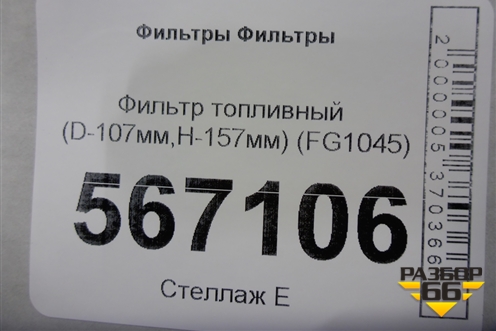 Фильтры Фильтры
Фильтр топливный
(D-107мм,H-157мм) (FG1045)
567106
Стеллаж Е
2000005370366
РАЗБОР
66